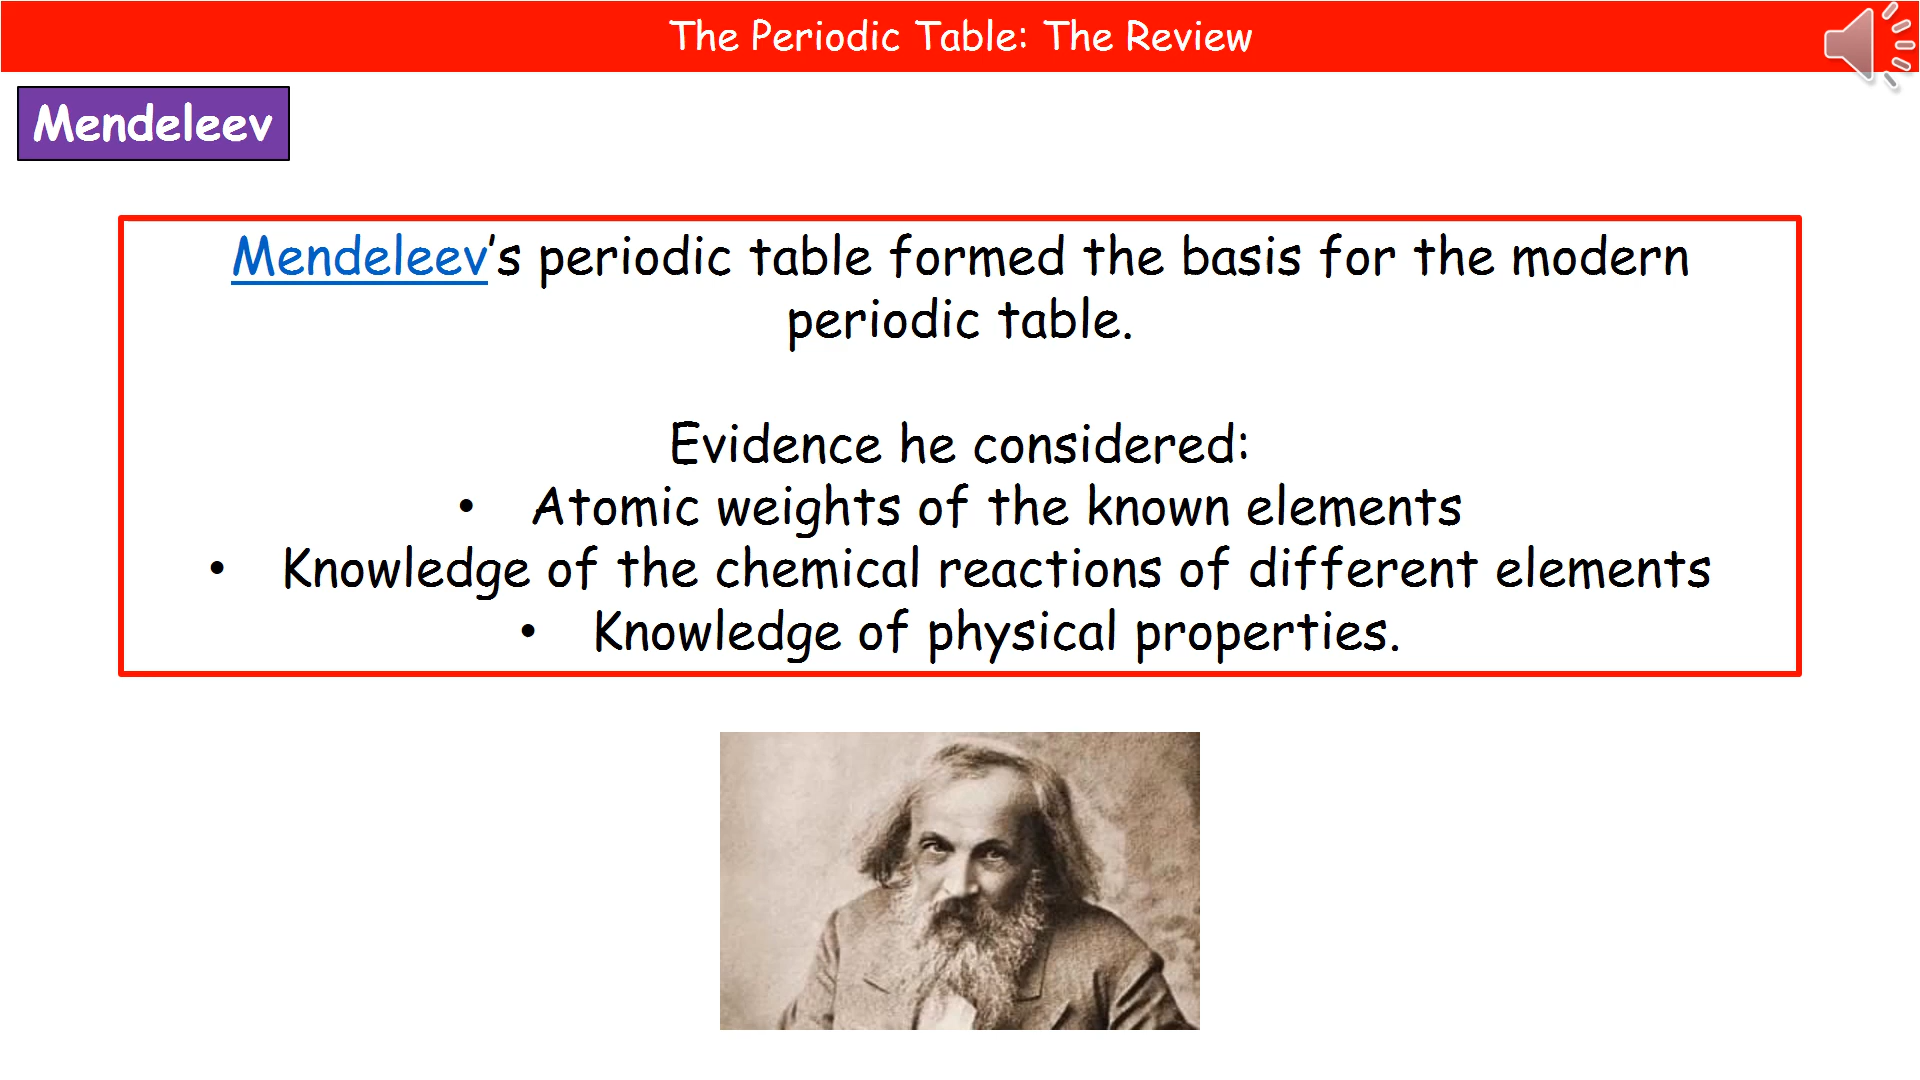 The Periodic Table: The Review
Mendeleev
Mendeleev’s periodic table formed the basis for the modern
periodic table.
Evidence he considered:
• Atomic weights of the known elements
• Knowledge of the chemical reactions of different elements
• Knowledge of physical properties.